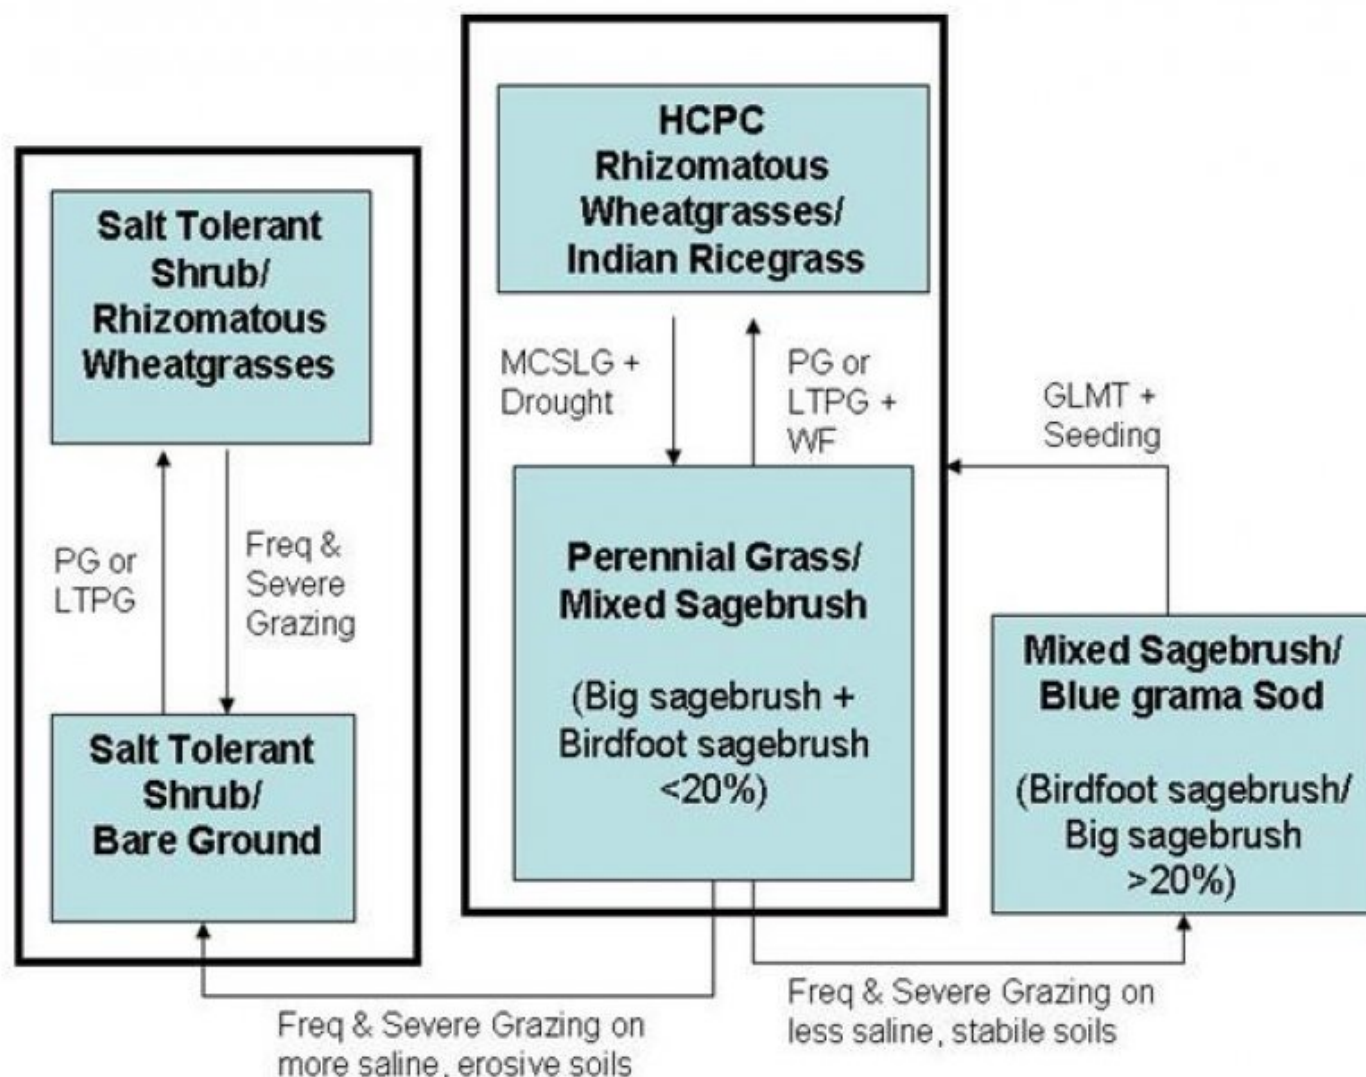 HCPC
Rhizomatous
Wheatgrasses/
Indian Ricegrass
Salt Tolerant
Shrub/
Rhizomatous
Wheatgrasses
MCSLG +
Drought
PG or
LTPG +
WF
GLMT +
Seeding
PG or
LTPG
Freq &
Severe
Grazing
Perennial Grass/
Mixed Sagebrush
(Big sagebrush +
Birdfoot sagebrush
<20%)
Mixed Sagebrush/
Blue grama Sod
(Birdfoot sagebrush/
Big sagebrush
>20%)
Salt Tolerant
Shrub/
Bare Ground
Freq & Severe Grazing on
more saline, erosive soils
Freq & Severe Grazing on
less saline, stabile soils